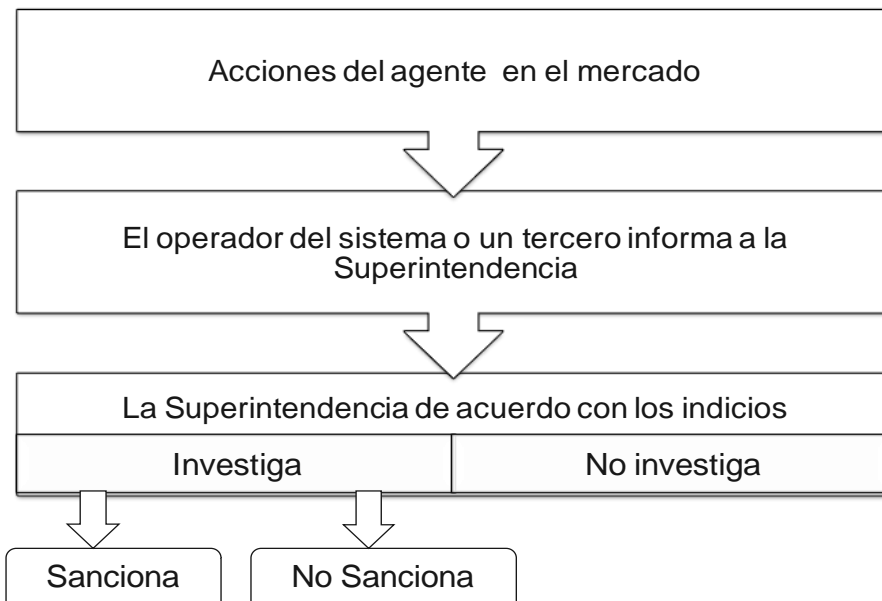 Acciones del agente en el mercado
El operador del sistema o un tercero informa a la
Superintendencia
La Superintendencia de acuerdo con los indicios
Investiga
No investiga
Sanciona
No Sanciona